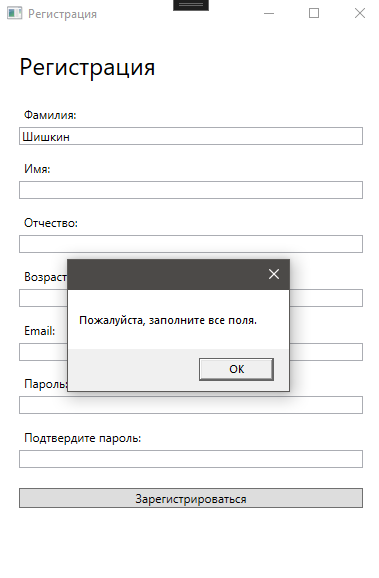 Регистрация
Регистрация
Фамилия:
Шишкин
Имя:
Отчество:
Возраст
Пожалуйста, заполните все поля.
Email:
OK
Пароль:
Подтвердите пароль:
Зарегистрироваться